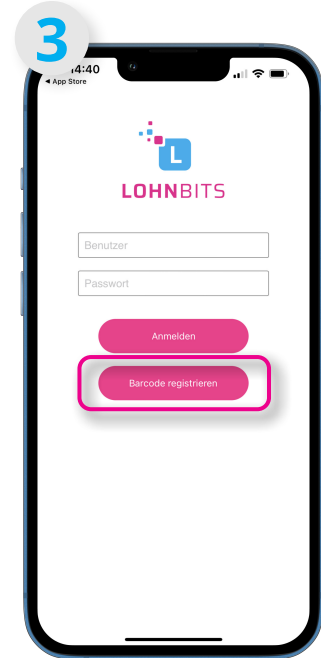 3
14:40
App Store
L
LOHNBITS
Benutzer
Passwort
Anmelden
Barcode registrieren